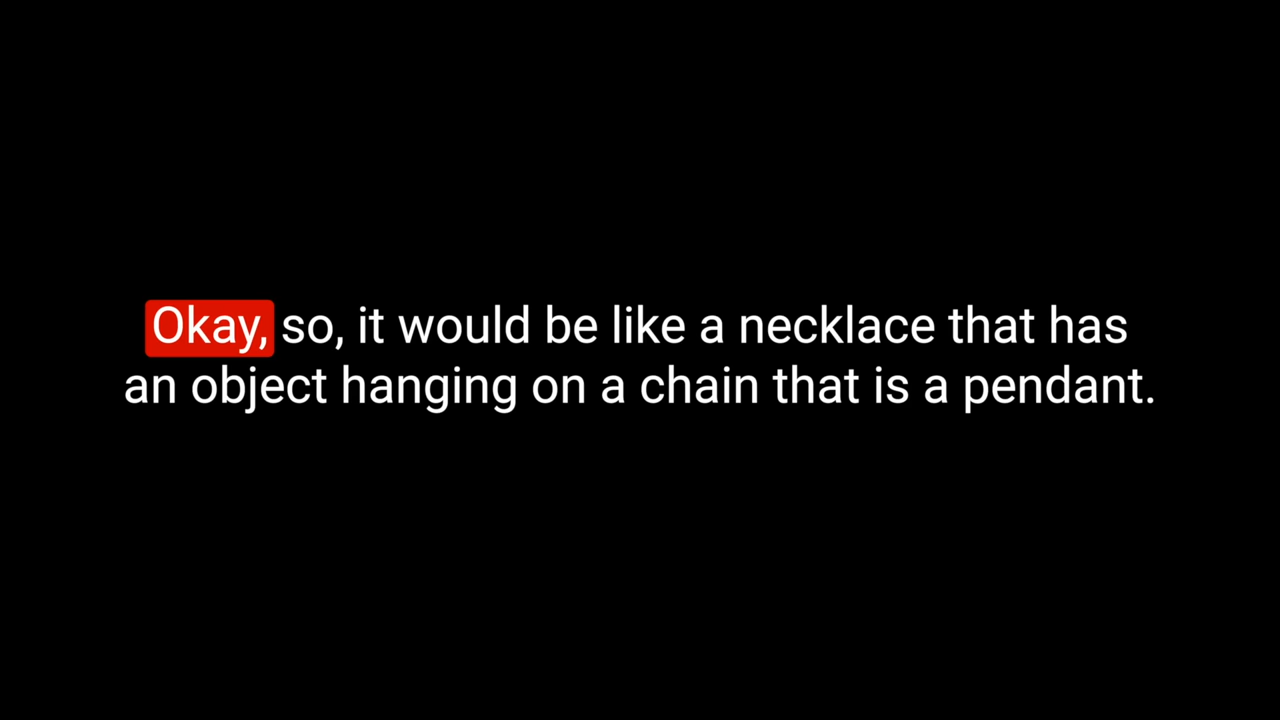 Okay, so, it would be like a necklace that has
an object hanging on a chain that is a pendant.